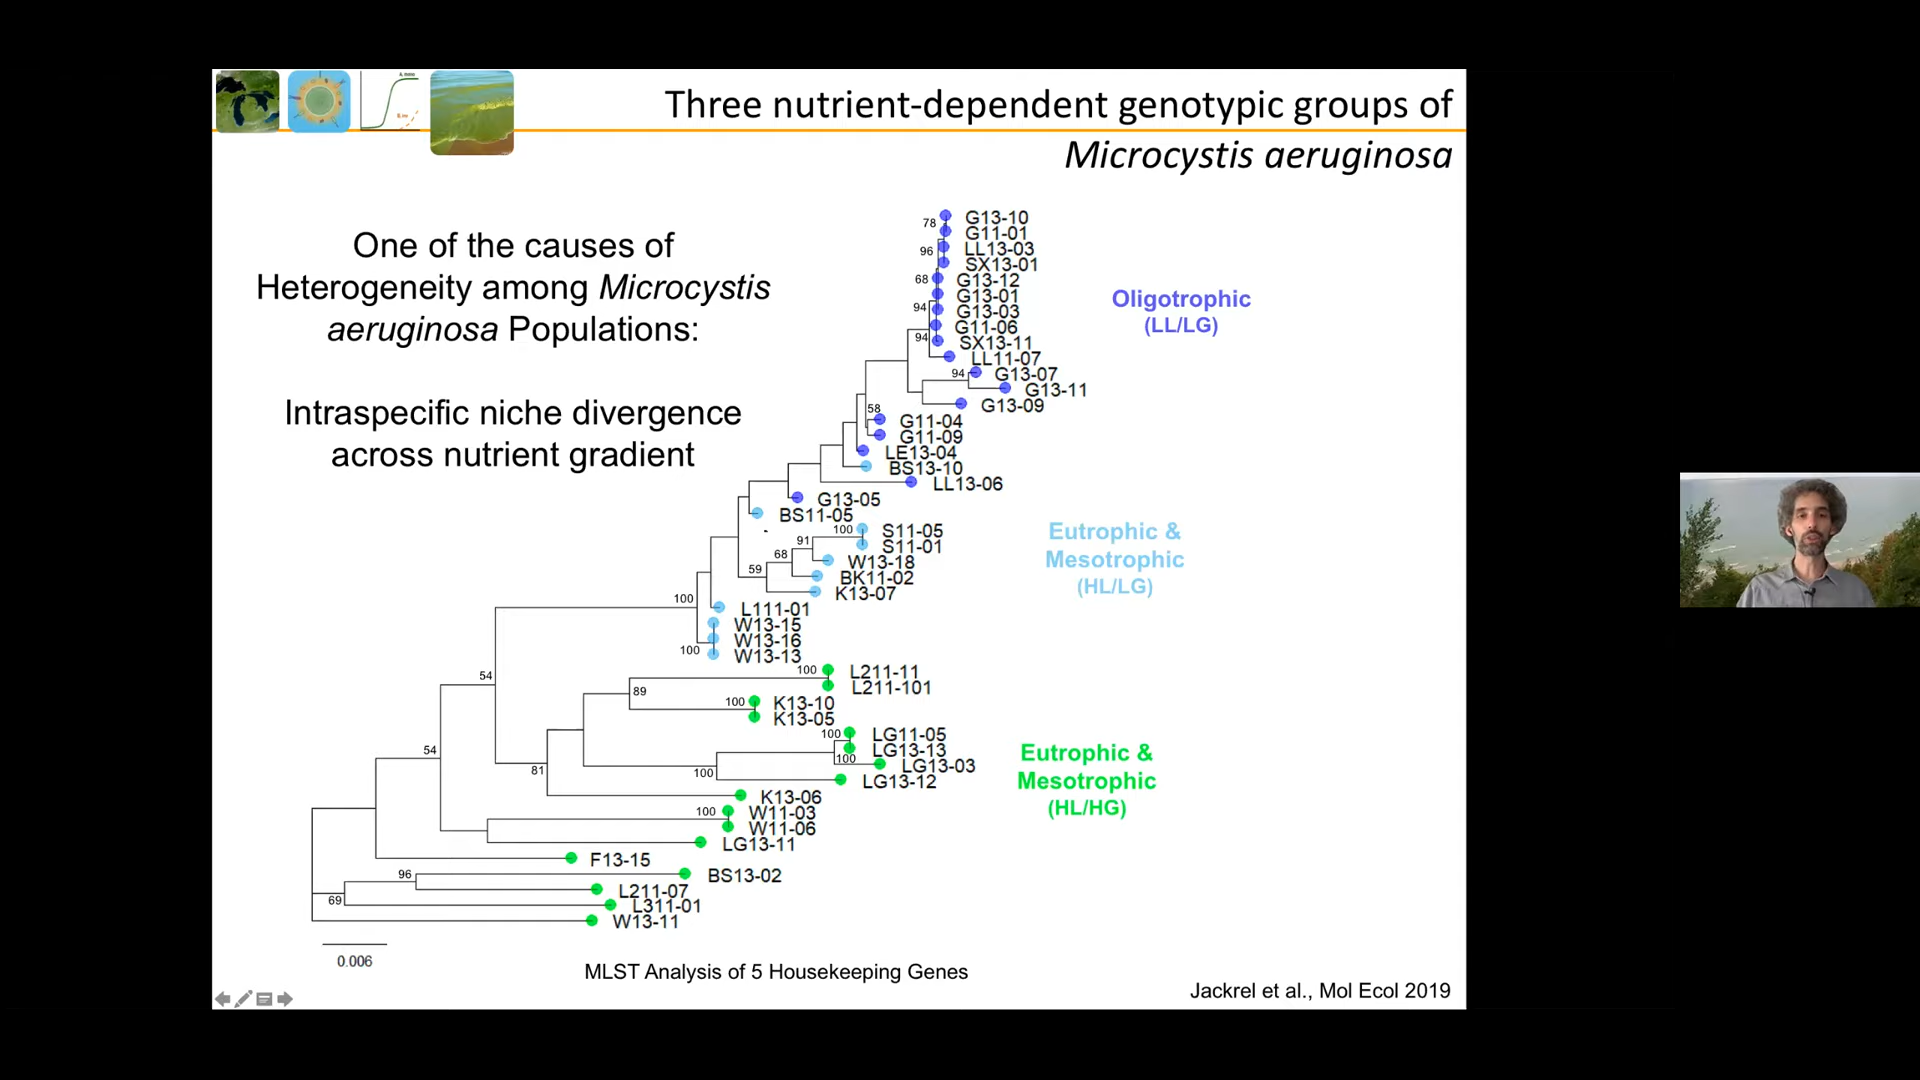 Three nutrient-dependent genotypic groups of
Microcystis aeruginosa
One of the causes of
Heterogeneity among Microcystis
aeruginosa Populations:
Intraspecific niche divergence
across nutrient gradient
78
96
68
94
94
94
58
100
91
68
59
100
100
54
100
89
100
100
100
54
81
100
100
96
69
G13-10
G11-01
LL13-03
SX13-01
G13-12
G13-01
G13-03
G11-06
SX13-11
LL11-07
G13-07
G13-11
G13-09
G11-04
G11-09
LE13-04
BS13-10
LL13-06
G13-05
BS11-05
S11-05
S11-01
W13-18
BK11-02
K13-07
L111-01
W13-15
W13-16
W13-13
L211-11
L211-101
K13-10
K13-05
LG11-05
LG13-13
LG13-03
LG13-12
K13-06
W11-03
W11-06
LG13-11
F13-15
BS13-02
L211-07
L311-01
W13-11
Oligotrophic
(LL/LG)
Eutrophic &
Mesotrophic
(HL/LG)
Eutrophic &
Mesotrophic
(HL/HG)
0.006
MLST Analysis of 5 Housekeeping Genes
Jackrel et al., Mol Ecol 2019